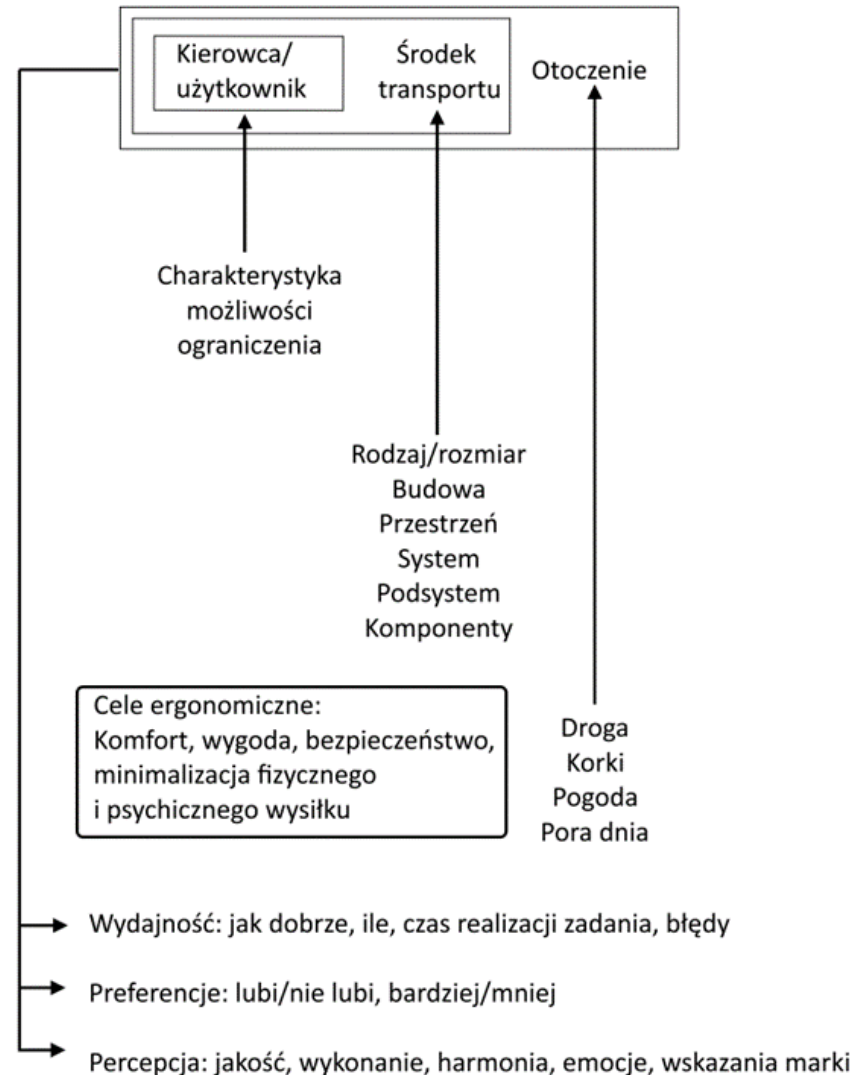 Kierowca/
użytkownik
Środek
transportu
Otoczenie
Charakterystyka
możliwości
ograniczenia
Rodzaj/rozmiar
Budowa
Przestrzeń
System
Podsystem
Komponenty
Cele ergonomiczne:
Komfort, wygoda, bezpieczeństwo,
minimalizacja fizycznego
i psychicznego wysiłku
Droga
Korki
Pogoda
Pora dnia
Wydajność: jak dobrze, ile, czas realizacji zadania, błędy
Preferencje: lubi/nie lubi, bardziej/mniej
Percepcja: jakość, wykonanie, harmonia, emocje, wskazania marki